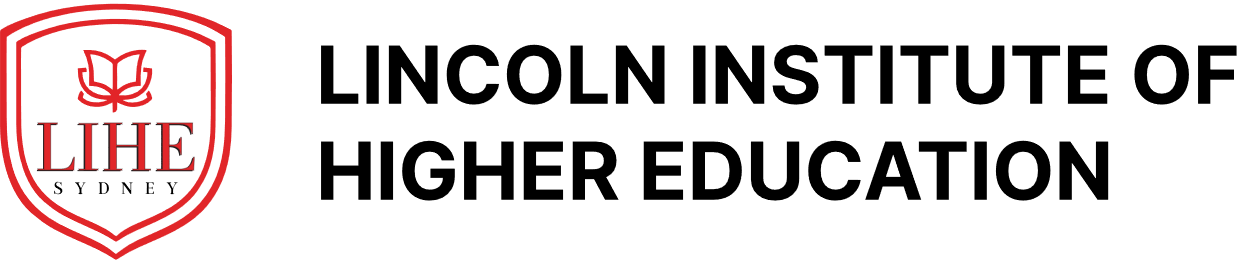 LIHE
SYDNEY
LINCOLN INSTITUTE OF
HIGHER EDUCATION